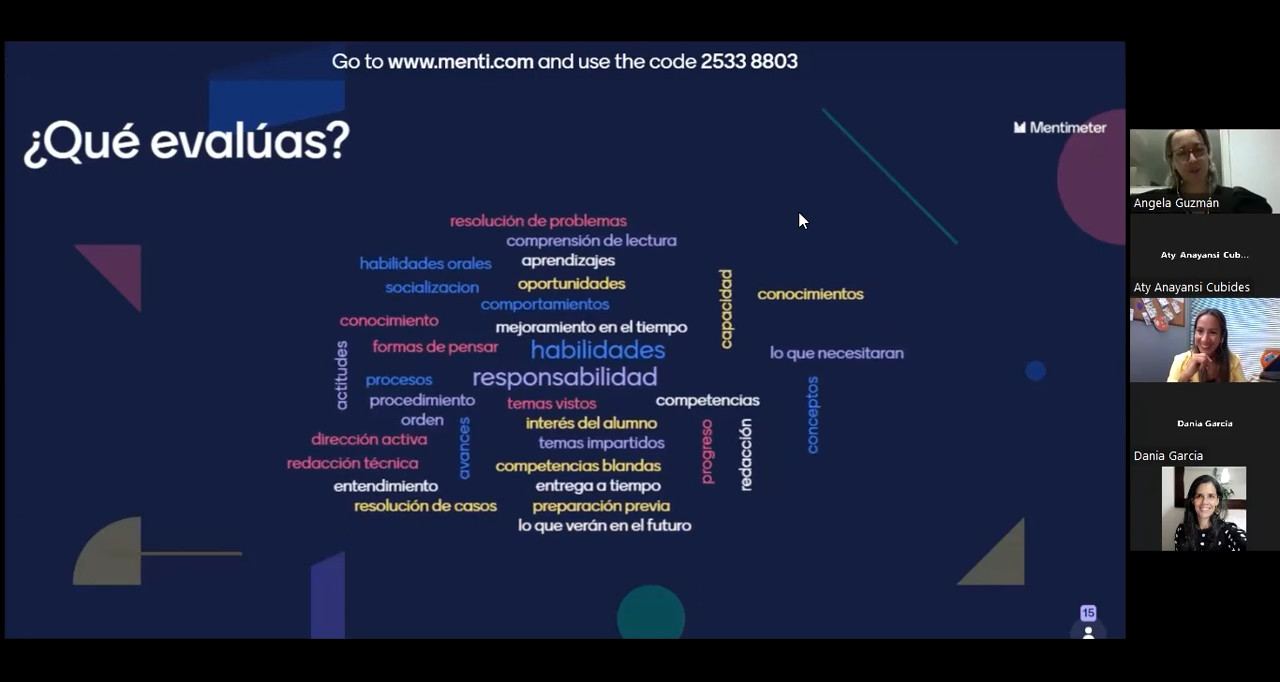 Go to www.menti.com and use the code 2533 8803
¿Qué evalúas?
Mentimeter
resolución de problemas
comprensión de lectura
habilidades orales
aprendizajes
socializacion
oportunidades
comportamientos
capacidad
conocimientos
conocimiento
mejoramiento en el tiempo
formas de pensar
habilidades
lo que necesitaran
actitudes
procesos
responsabilidad
procedimiento
temas vistos
competencias
conceptos
orden
interés del alumno
dirección activa
avances
temas impartidos
progreso
redacción
redacción técnica
competencias blandas
entendimiento
entrega a tiempo
resolución de casos
preparación previa
lo que verán en el futuro
15
Angela Guzmán
Aty Anayansi Cub...
Aty Anayansi Cubides
Dania Garcia
Dania Garcia